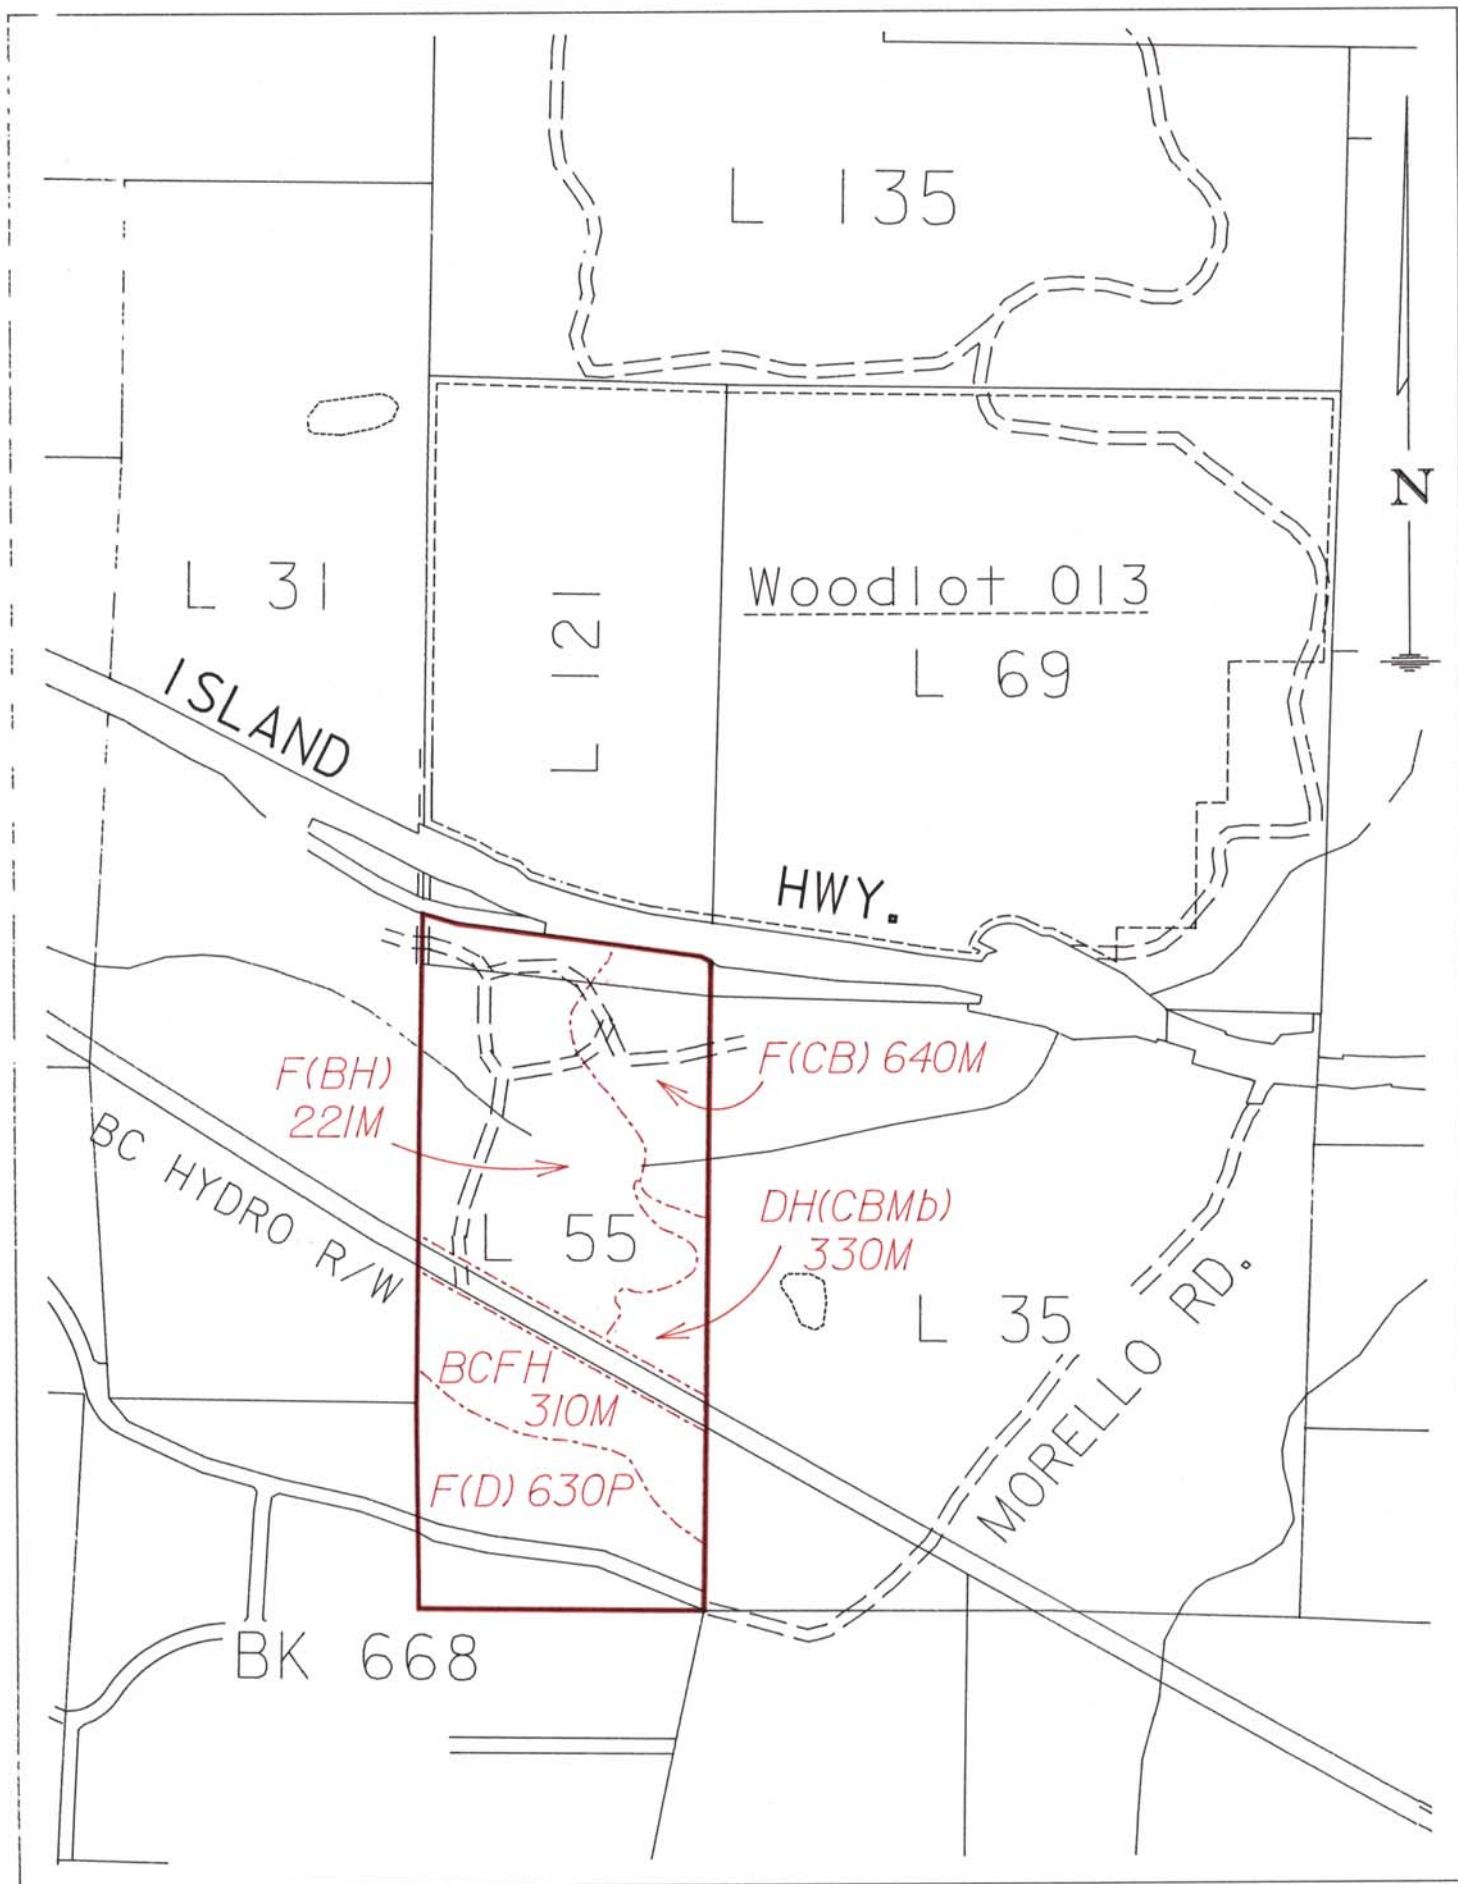 L 135
N
L 31
L 121
Woodlot 013
L 69
ISLAND
HWY.
F(BH)
221M
F(CB) 640M
BC HYDRO R/W
L 55
DH(CBMb)
330M
L 35
MORELLO RD.
BCFH
310M
F(D) 630P
BK 668